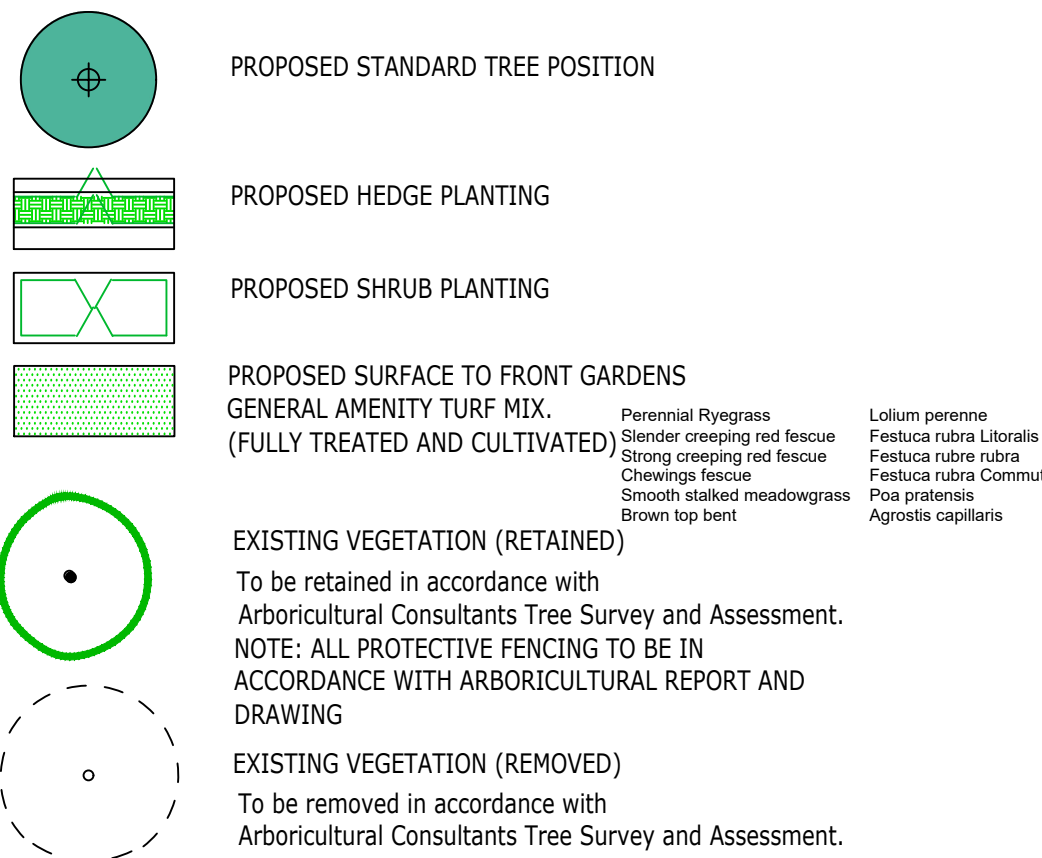 PROPOSED STANDARD TREE POSITION
PROPOSED HEDGE PLANTING
PROPOSED SHRUB PLANTING
PROPOSED SURFACE TO FRONT GARDENS
GENERAL AMENITY TURF MIX.
(FULLY TREATED AND CULTIVATED)
Perennial Ryegrass Lolium perenne
Slender creeping red fescue Festuca rubra Litoralis
Strong creeping red fescue Festuca rubre rubra
Chewings fescue Festuca rubra Commut
Smooth stalked meadowgrass Poa pratensis
Brown top bent Agrostis capillaris
EXISTING VEGETATION (RETAINED)
To be retained in accordance with
Arboricultural Consultants Tree Survey and Assessment.
NOTE: ALL PROTECTIVE FENCING TO BE IN
ACCORDANCE WITH ARBORICULTURAL REPORT AND
DRAWING
EXISTING VEGETATION (REMOVED)
To be removed in accordance with
Arboricultural Consultants Tree Survey and Assessment.